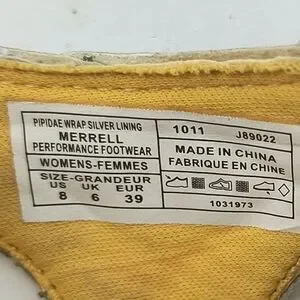 PIPIDAE WRAP SILVER LINING
MERRELL
PERFORMANCE FOOTWEAR
WOMENS-FEMMES
SIZE-GRANDEUR
US UK EUR
8 6 39
1011 J89022
MADE IN CHINA
FABRIQUE EN CHINE
1031973